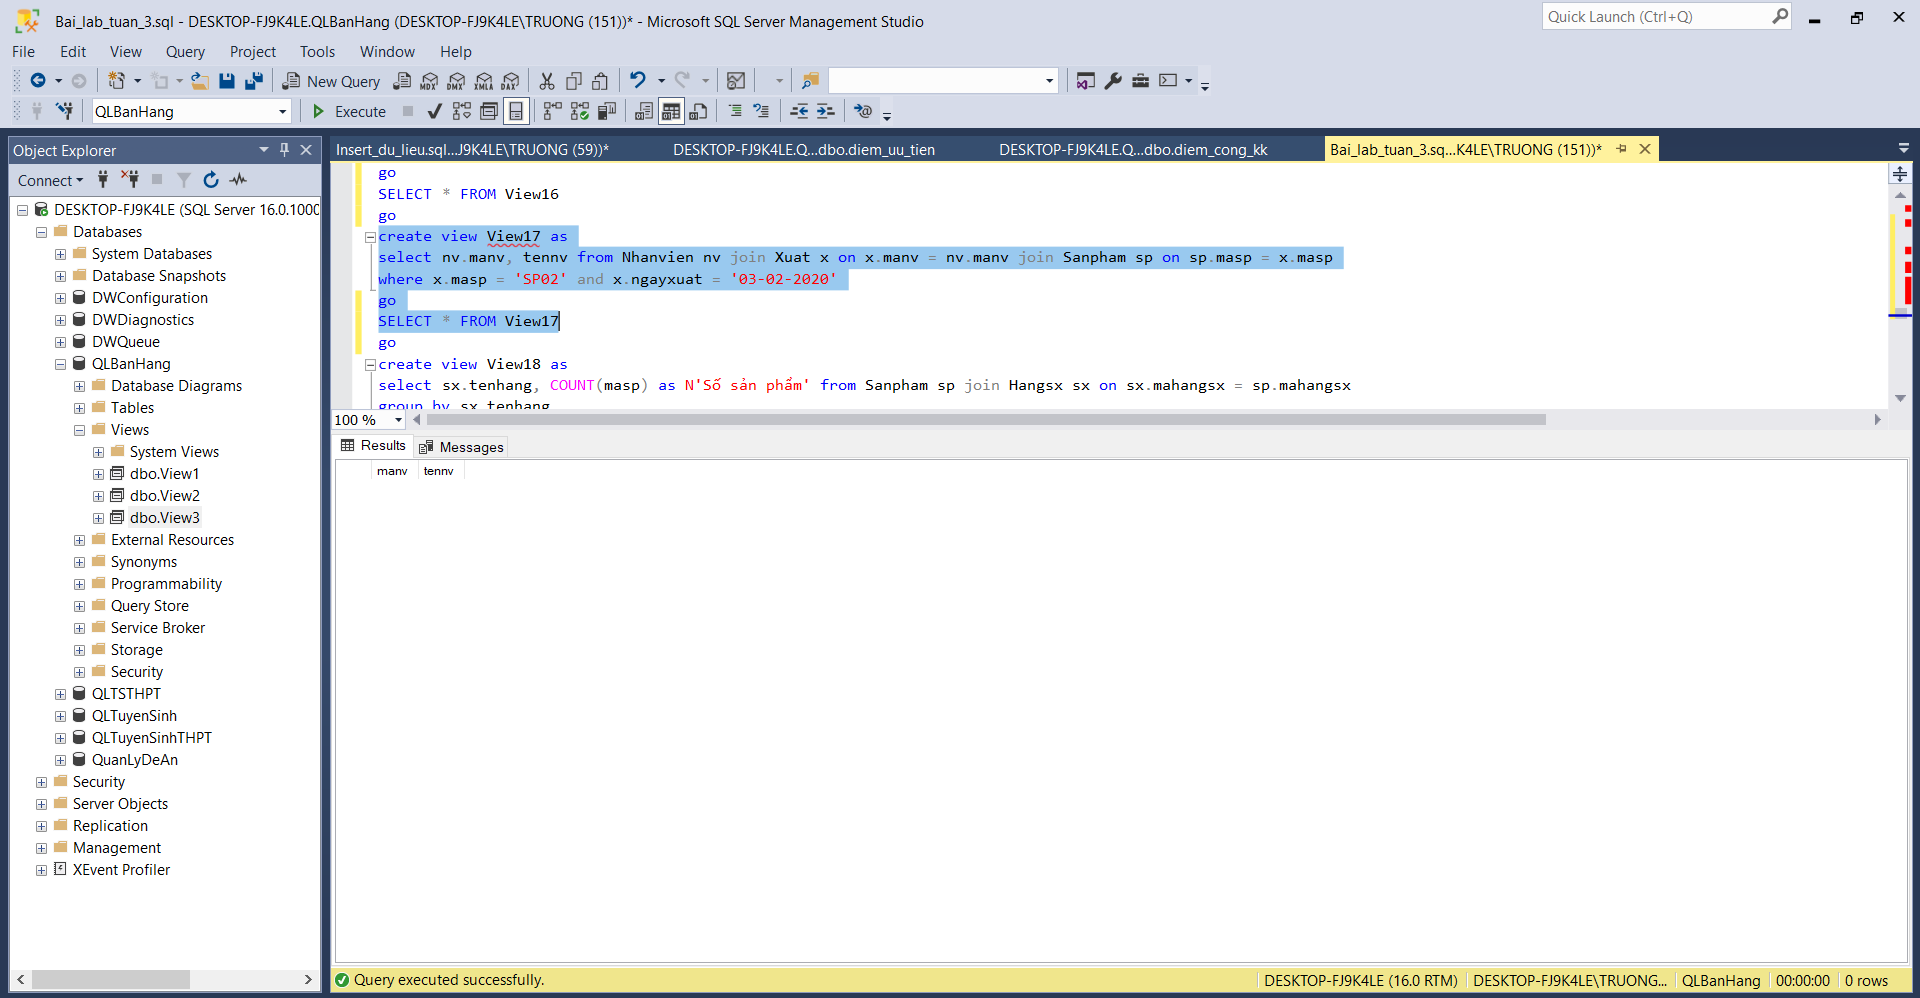 Bai_lab_tuan_3.sql - DESKTOP-FJ9K4LE.QLBanHang (DESKTOP-FJ9K4LE\TRUONG (151))* - Microsoft SQL Server Management Studio
Quick Launch (Ctrl+Q)
File Edit View Query Project Tools Window Help
New Query MDX DMX XMLA DAX
QLBanHang Execute
Object Explorer
Insert_du_lieu.sql...J9K4LE\TRUONG (59))* DESKTOP-FJ9K4LE.Q...dbo.diem_uu_tien DESKTOP-FJ9K4LE.Q...dbo.diem_cong_kk Bai_lab_tuan_3.sq...K4LE\TRUONG (151))*
Connect
DESKTOP-FJ9K4LE (SQL Server 16.0.1000
Databases
System Databases
Database Snapshots
DWConfiguration
DWDiagnostics
DWQueue
QLBanHang
Database Diagrams
Tables
Views
System Views
dbo.View1
dbo.View2
dbo.View3
External Resources
Synonyms
Programmability
Query Store
Service Broker
Storage
Security
QLTSTHPT
QLTuyenSinh
QLTuyenSinhTHPT
QuanLyDeAn
Security
Server Objects
Replication
Management
XEvent Profiler
go
SELECT * FROM View16
go
create view View17 as
select nv.manv, tennv from Nhanvien nv join Xuat x on x.manv = nv.manv join Sanpham sp on sp.masp = x.masp
where x.masp = 'SP02' and x.ngayxuat = '03-02-2020'
go
SELECT * FROM View17
go
create view View18 as
select sx.tenhang, COUNT(masp) as N'Số sản phẩm' from Sanpham sp join Hangsx sx on sx.mahangsx = sp.mahangsx
group by sx.tenhang
100 %
Results Messages
manv tennv
Query executed successfully. DESKTOP-FJ9K4LE (16.0 RTM) DESKTOP-FJ9K4LE\TRUONG... QLBanHang 00:00:00 0 rows